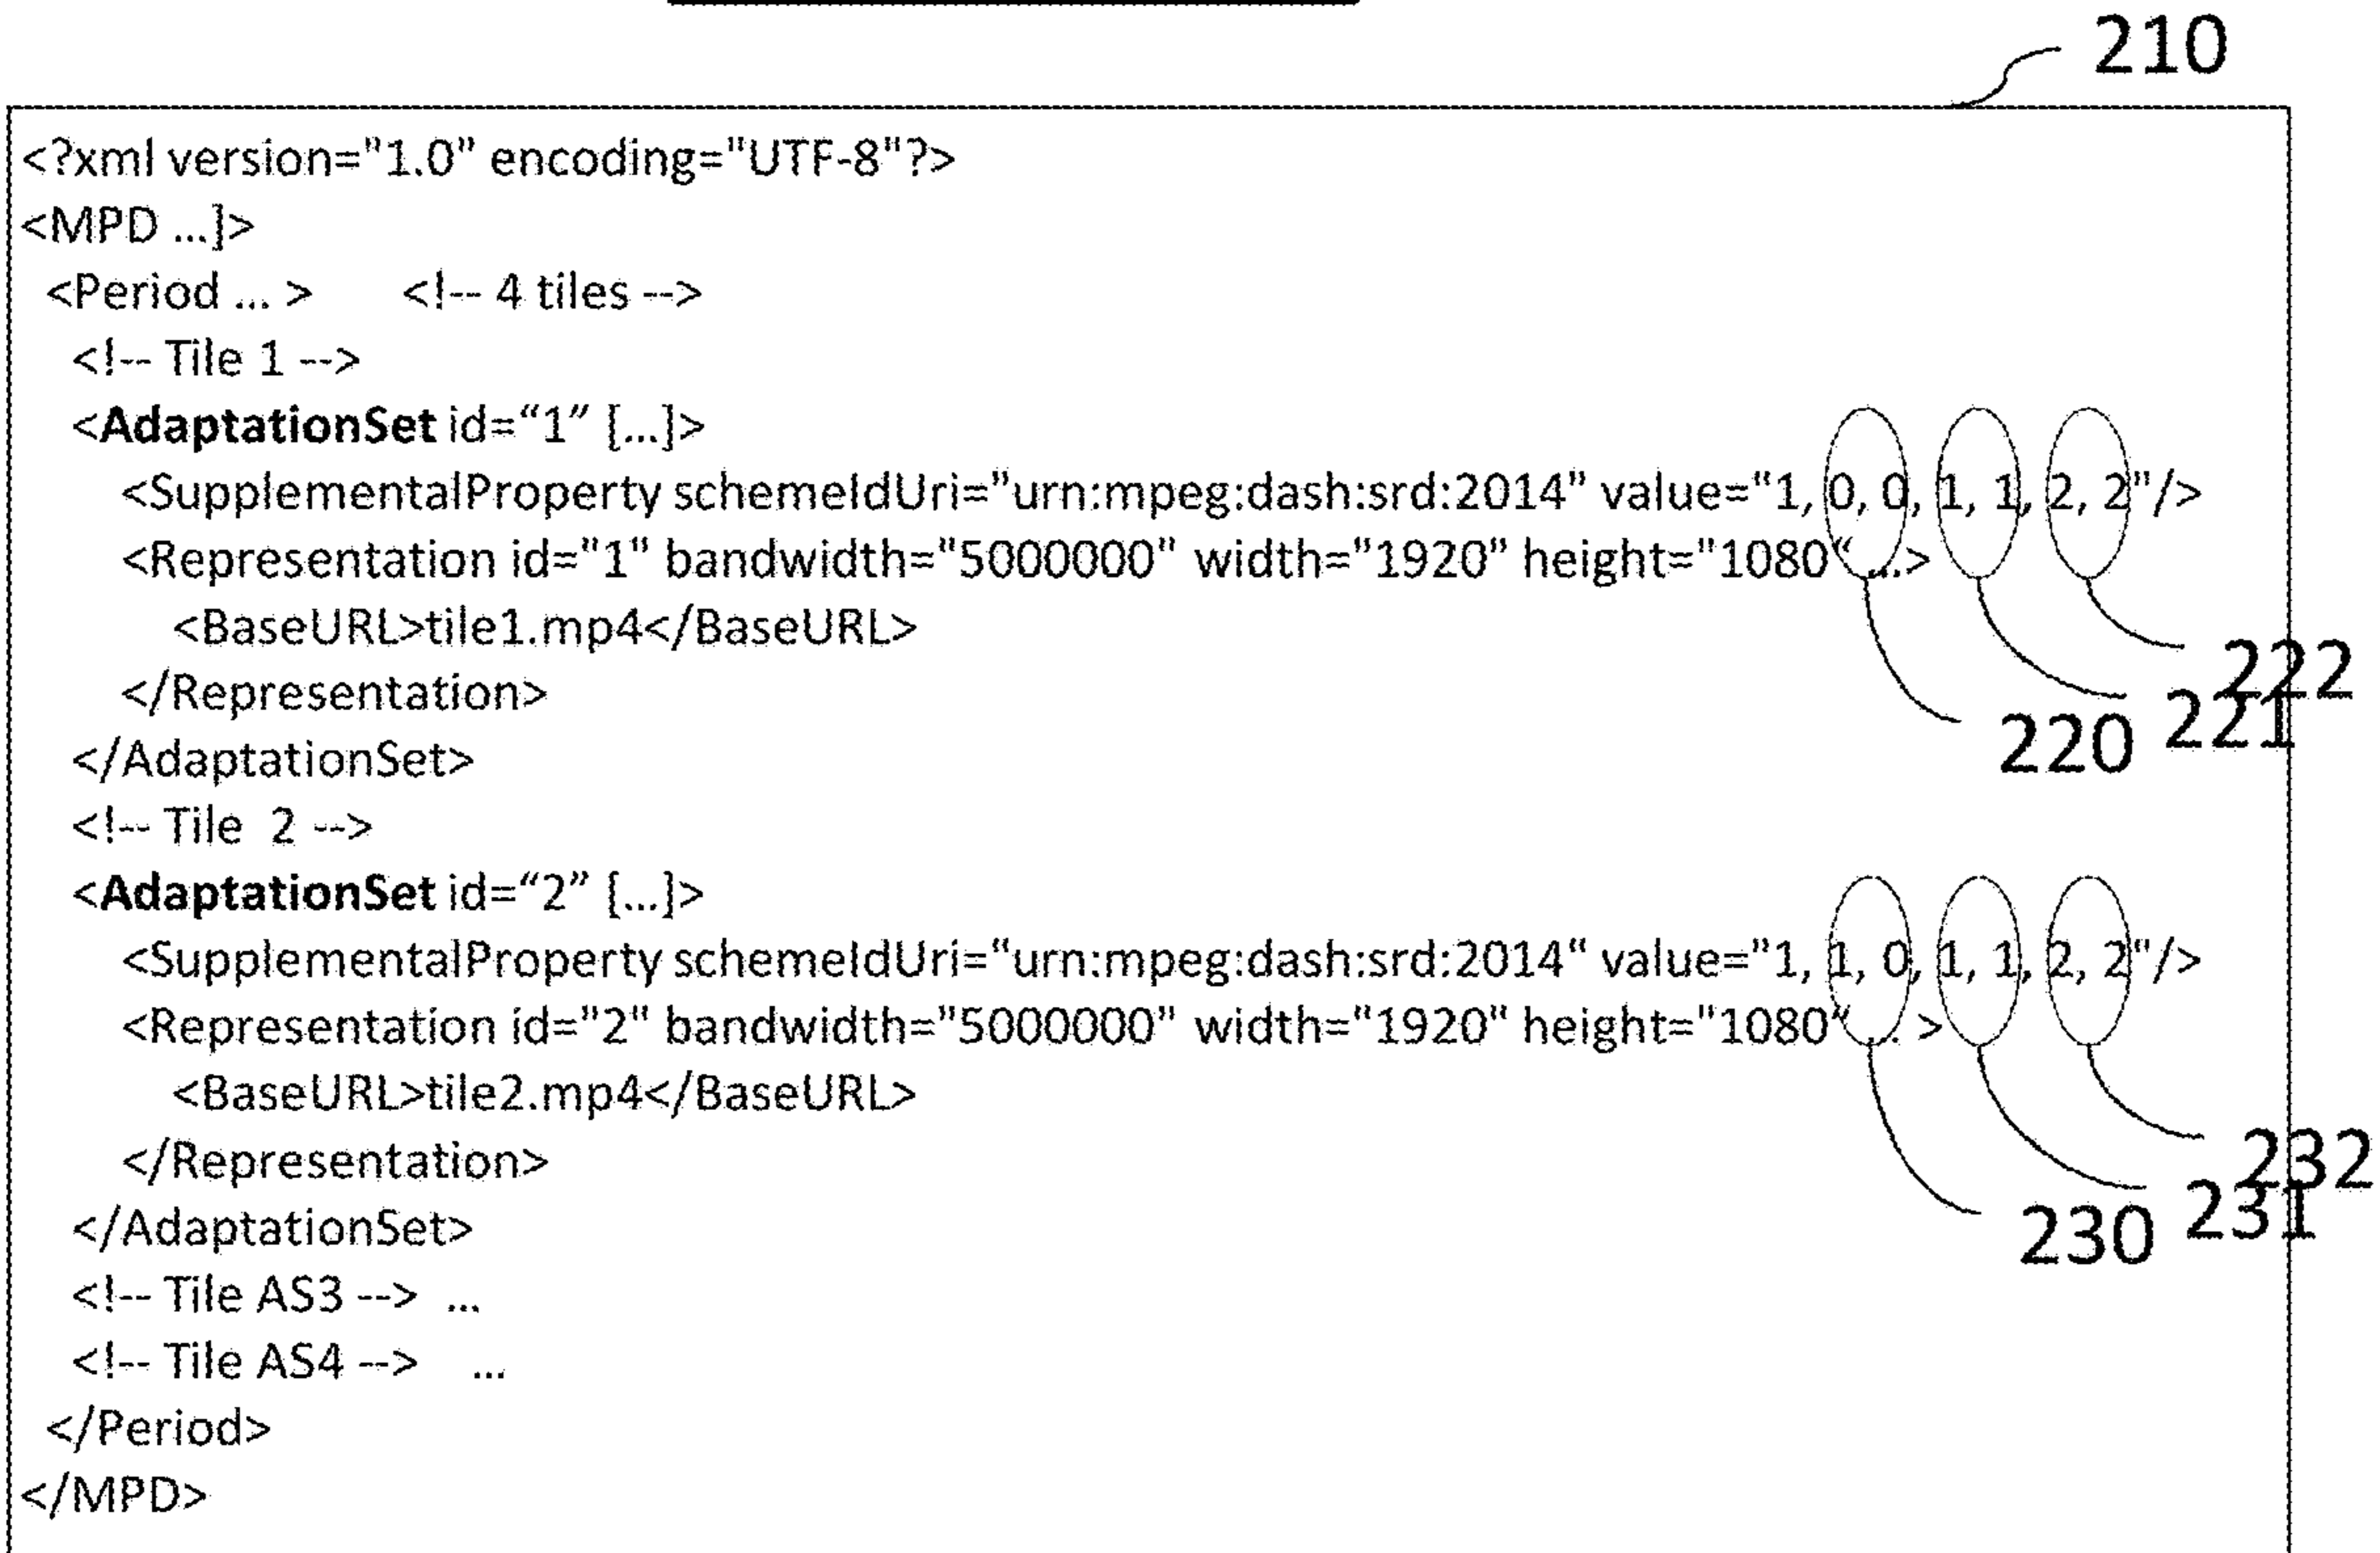 210
<?xml version="1.0" encoding="UTF-8"?>
<MPD ...]>
<Period ... > <!-- 4 tiles -->
<!-- Tile 1 -->
<AdaptationSet id=“1” [...]>
<SupplementalProperty schemeIdUri="urn:mpeg:dash:srd:2014" value="1, 0, 0, 1, 1, 2, 2"/>
<Representation id="1" bandwidth="5000000" width="1920" height="1080“ ...>
<BaseURL>tile1.mp4</BaseURL>
222
</Representation>
221
220
</AdaptationSet>
<!-- Tile 2 -->
<AdaptationSet id=“2” [...]>
<SupplementalProperty schemeIdUri=“urn:mpeg:dash:srd:2014“ value="1, 1, 0, 1, 1, 2, 2"/>
<Representation id="2" bandwidth="5000000" width="1920" height="1080“ ... >
<BaseURL>tile2.mp4</BaseURL>
232
</Representation>
231
230
</AdaptationSet>
<!-- Tile AS3 --> ...
<!-- Tile AS4 --> ...
</Period>
</MPD>